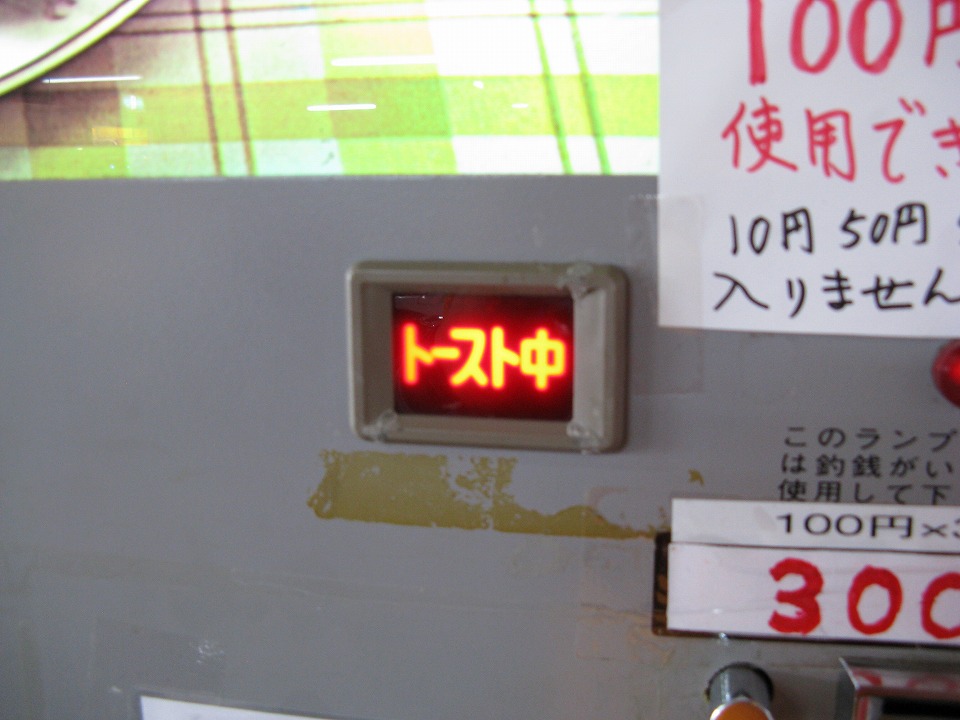 100円
使用でき
10円 50円
入りません
トースト中
このランプ
は釣銭がい
使用して下
100円×3
300